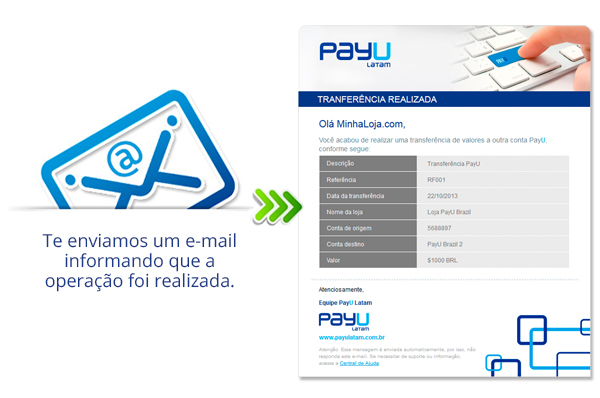 Te enviamos um e-mail
informando que a
operação foi realizada.
PayU
LATAM
TRANFERÊNCIA REALIZADA
Olá MinhaLoja.com,
Você acabou de realizar uma transferência de valores a outra conta PayU,
conforme segue:
Descrição Transferência PayU
Referência RF001
Data da transferência 22/10/2013
Nome da loja Loja PayU Brazil
Conta de origem 5688897
Conta destino PayU Brazil 2
Valor $1000 BRL
Atenciosamente,
Equipe PayU Latam
PayU
LATAM
www.payulatam.com.br
Atenção: Esse mensagem é enviada automaticamente, por isso, não
responda este e-mail. Se necessitar de suporte ou informação,
acesse o Central de Ajuda.